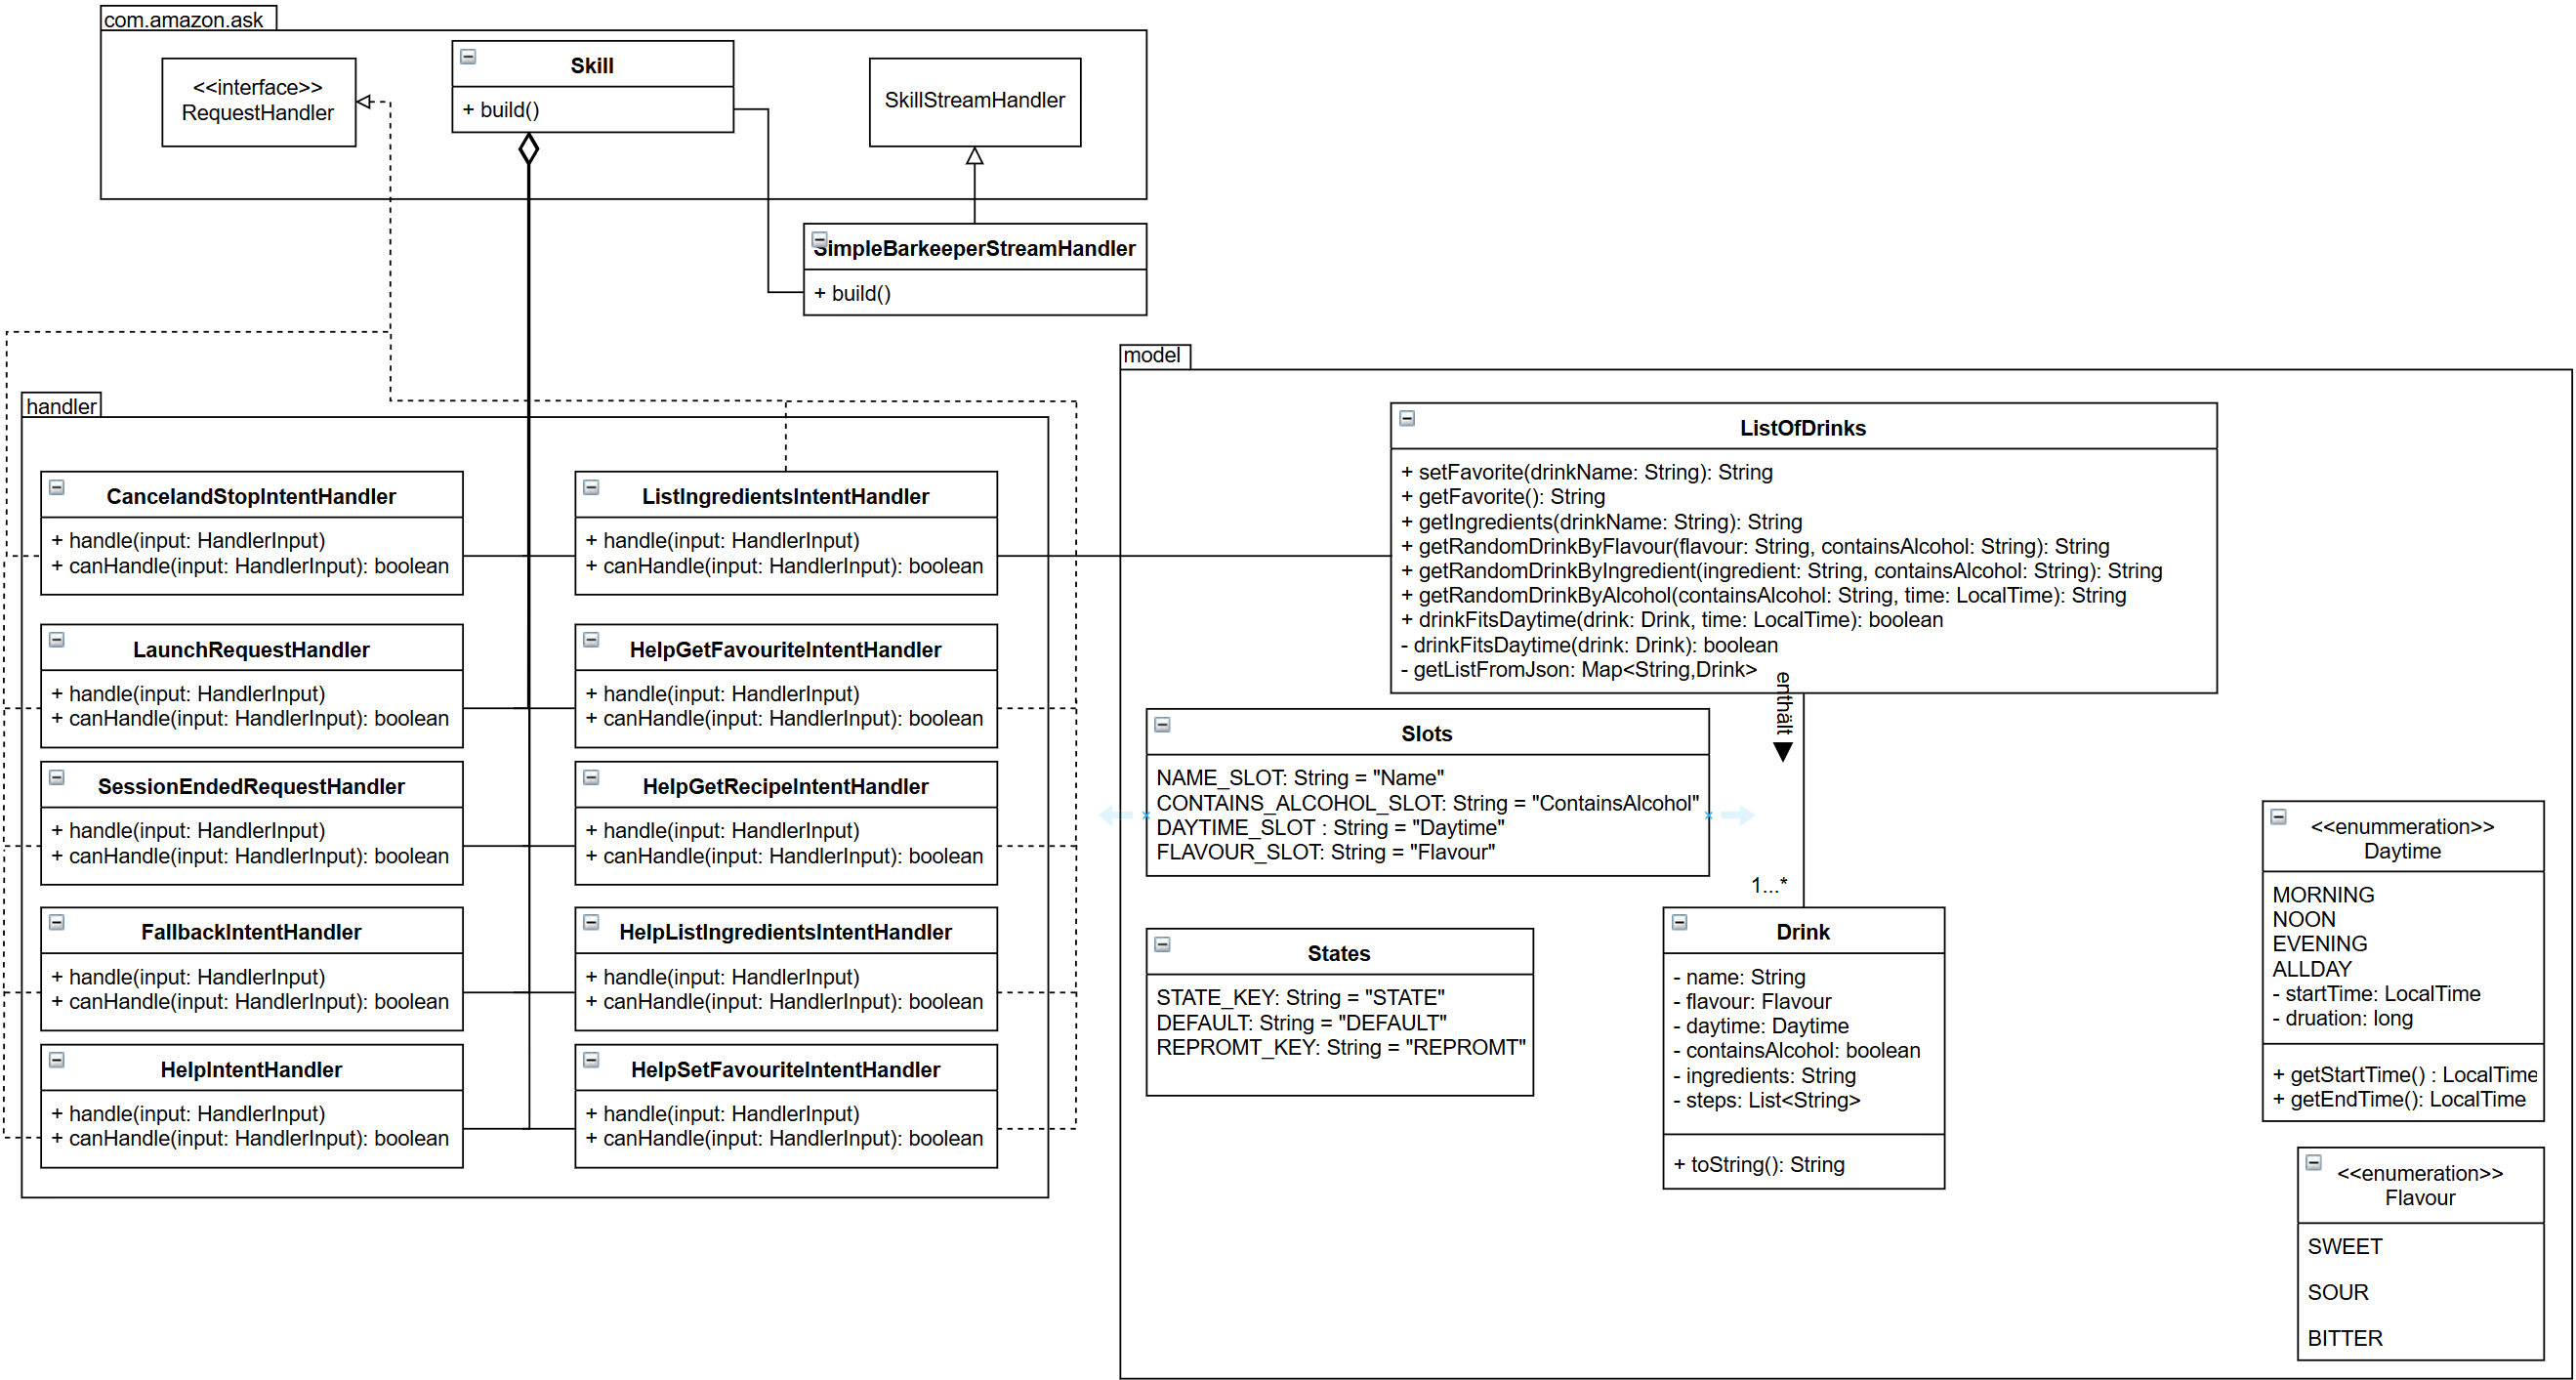 com.amazon.ask
<<interface>>
RequestHandler
Skill
+ build()
SkillStreamHandler
SimpleBarkeeperStreamHandler
+ build()
handler
CancelandStopIntentHandler
+ handle(input: HandlerInput)
+ canHandle(input: HandlerInput): boolean
ListIngredientsIntentHandler
+ handle(input: HandlerInput)
+ canHandle(input: HandlerInput): boolean
LaunchRequestHandler
+ handle(input: HandlerInput)
+ canHandle(input: HandlerInput): boolean
HelpGetFavouriteIntentHandler
+ handle(input: HandlerInput)
+ canHandle(input: HandlerInput): boolean
SessionEndedRequestHandler
+ handle(input: HandlerInput)
+ canHandle(input: HandlerInput): boolean
HelpGetRecipeIntentHandler
+ handle(input: HandlerInput)
+ canHandle(input: HandlerInput): boolean
FallbackIntentHandler
+ handle(input: HandlerInput)
+ canHandle(input: HandlerInput): boolean
HelpListIngredientsIntentHandler
+ handle(input: HandlerInput)
+ canHandle(input: HandlerInput): boolean
HelpIntentHandler
+ handle(input: HandlerInput)
+ canHandle(input: HandlerInput): boolean
HelpSetFavouriteIntentHandler
+ handle(input: HandlerInput)
+ canHandle(input: HandlerInput): boolean
model
ListOfDrinks
+ setFavorite(drinkName: String): String
+ getFavorite(): String
+ getIngredients(drinkName: String): String
+ getRandomDrinkByFlavour(flavour: String, containsAlcohol: String): String
+ getRandomDrinkByIngredient(ingredient: String, containsAlcohol: String): String
+ getRandomDrinkByAlcohol(containsAlcohol: String, time: LocalTime): String
+ drinkFitsDaytime(drink: Drink, time: LocalTime): boolean
- drinkFitsDaytime(drink: Drink): boolean
- getListFromJson: Map<String,Drink>
enthält
1...*
Slots
NAME_SLOT: String = "Name"
CONTAINS_ALCOHOL_SLOT: String = "ContainsAlcohol"
DAYTIME_SLOT : String = "Daytime"
FLAVOUR_SLOT: String = "Flavour"
States
STATE_KEY: String = "STATE"
DEFAULT: String = "DEFAULT"
REPROMT_KEY: String = "REPROMT"
Drink
- name: String
- flavour: Flavour
- daytime: Daytime
- containsAlcohol: boolean
- ingredients: String
- steps: List<String>
+ toString(): String
<<enummeration>>
Daytime
MORNING
NOON
EVENING
ALLDAY
- startTime: LocalTime
- druation: long
+ getStartTime() : LocalTime
+ getEndTime(): LocalTime
<<enumeration>>
Flavour
SWEET
SOUR
BITTER